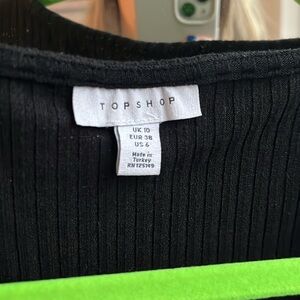 TOPSHOP
UK 10
EUR 38
US 6
Made in
Turkey
RN 125149